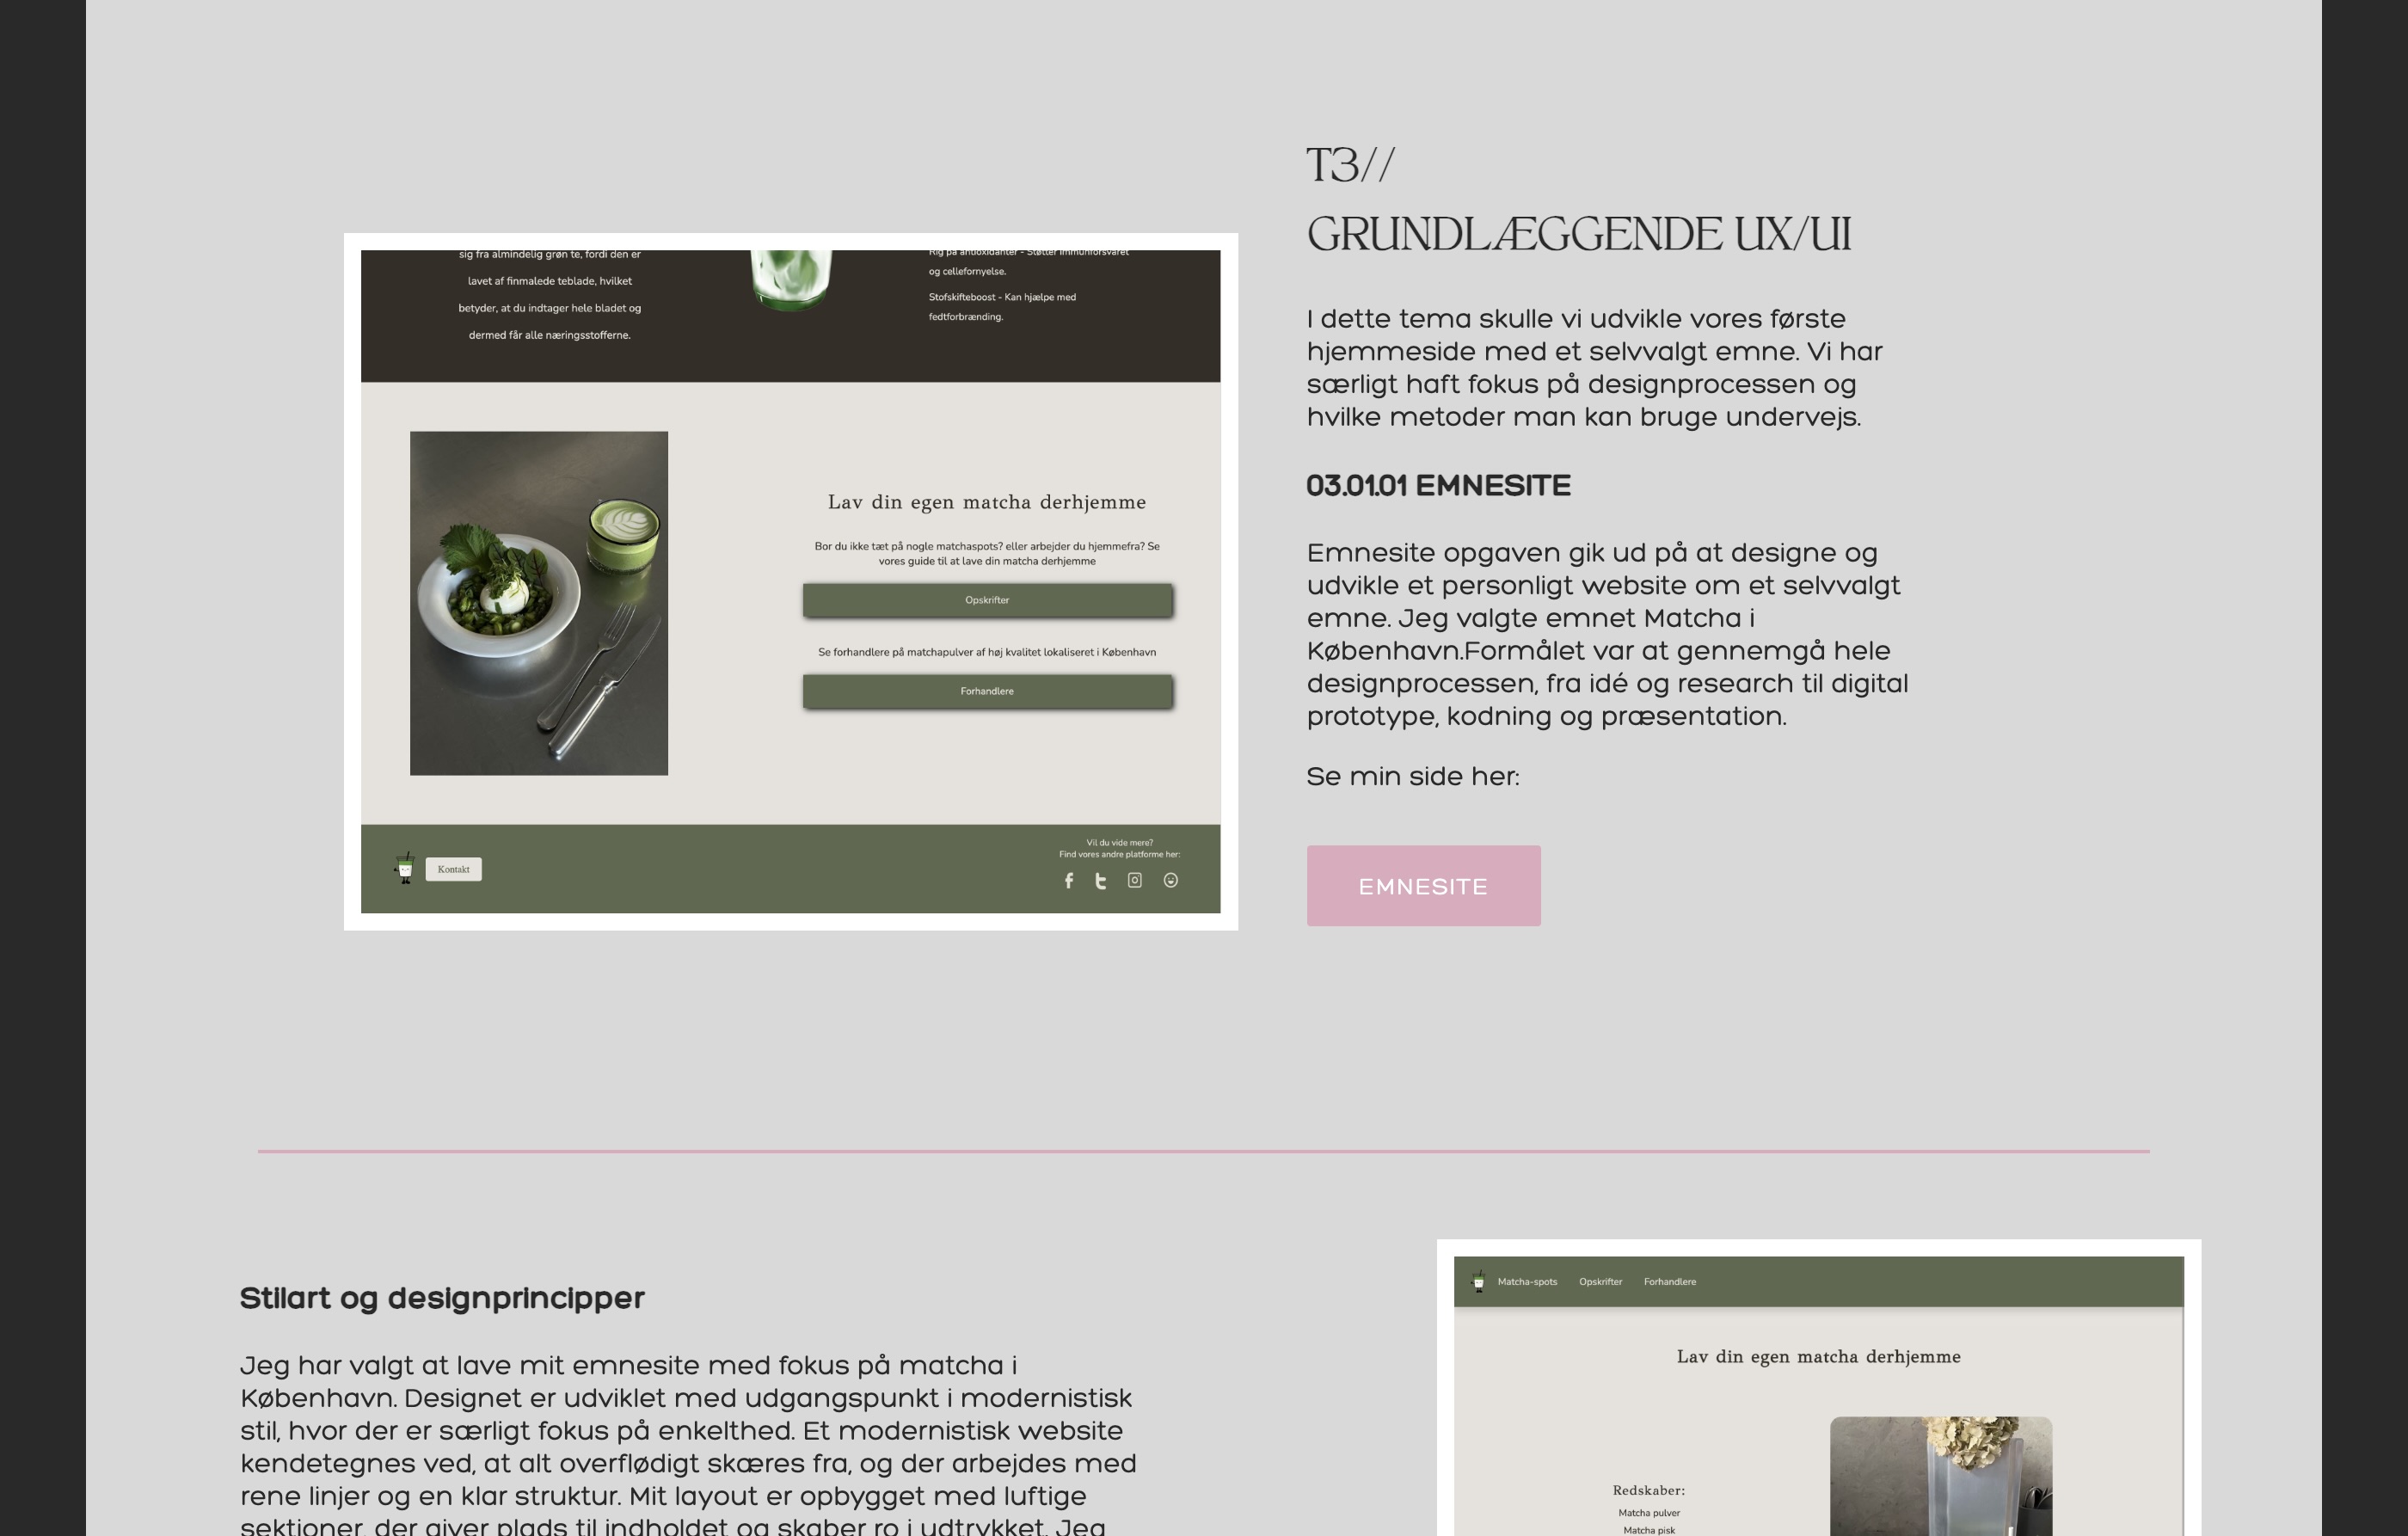 T3//
GRUNDLÆGGENDE UX/UI
I dette tema skulle vi udvikle vores første
hjemmeside med et selvvalgt emne. Vi har
særligt haft fokus på designprocessen og
hvilke metoder man kan bruge undervejs.
03.01.01 EMNESITE
Emnesite opgaven gik ud på at designe og
udvikle et personligt website om et selvvalgt
emne. Jeg valgte emnet Matcha i
København.Formålet var at gennemgå hele
designprocessen, fra idé og research til digital
prototype, kodning og præsentation.
Se min side her:
EMNESITE
sig fra almindelig grøn te, fordi den er
lavet af finmalede teblade, hvilket
betyder, at du indtager hele bladet og
dermed får alle næringsstofferne.
Rig på antioxidanter - Støtter immunforsvaret
og cellefornyelse.
Stofskifteboost - Kan hjælpe med
fedtforbrænding.
Lav din egen matcha derhjemme
Bor du ikke tæt på nogle matchaspots? eller arbejder du hjemmefra? Se
vores guide til at lave din matcha derhjemme
Opskrifter
Se forhandlere på matchapulver af høj kvalitet lokaliseret i København
Forhandlere
Kontakt
Vil du vide mere?
Find vores andre platforme her:
Stilart og designprincipper
Jeg har valgt at lave mit emnesite med fokus på matcha i
København. Designet er udviklet med udgangspunkt i modernistisk
stil, hvor der er særligt fokus på enkelthed. Et modernistisk website
kendetegnes ved, at alt overflødigt skæres fra, og der arbejdes med
rene linjer og en klar struktur. Mit layout er opbygget med luftige
sektioner, der giver plads til indholdet og skaber ro i udtrykket. Jeg
Matcha-spots Opskrifter Forhandlere
Lav din egen matcha derhjemme
Redskaber:
Matcha pulver
Matcha pisk